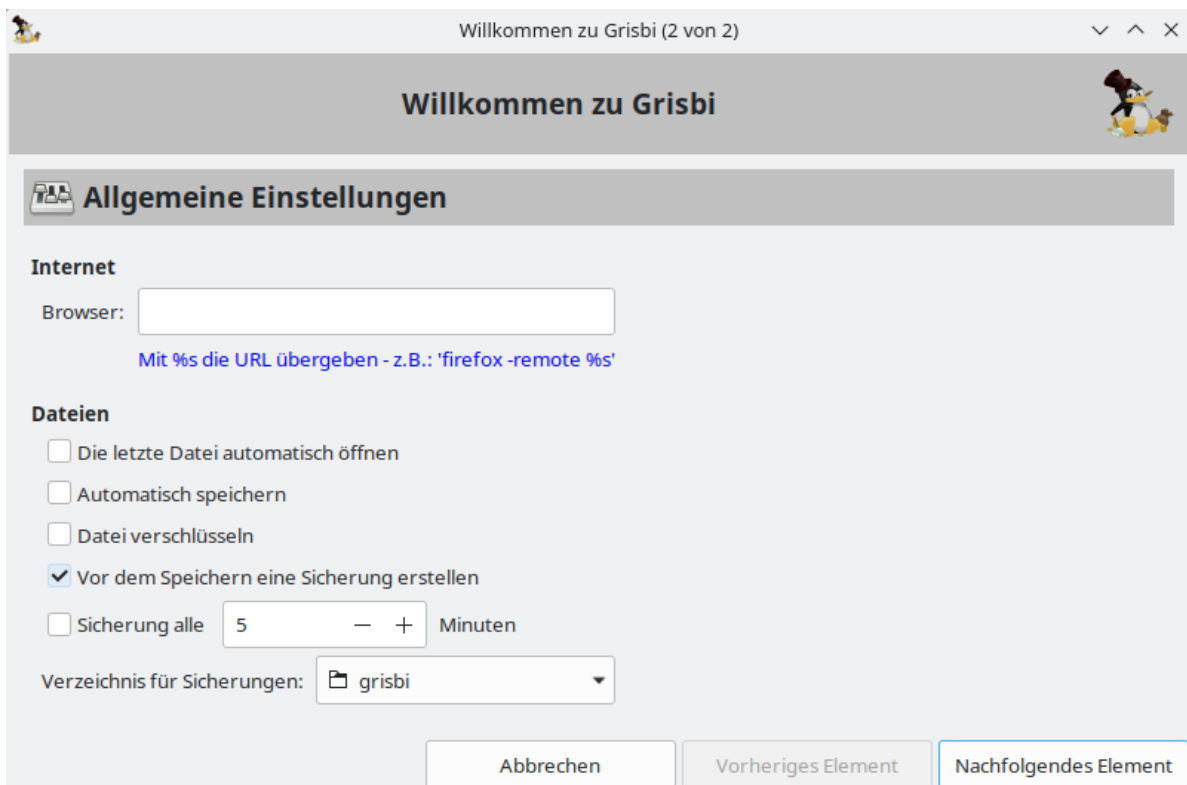 Willkommen zu Grisbi (2 von 2)
Willkommen zu Grisbi
Allgemeine Einstellungen
Internet
Browser:
Mit %s die URL übergeben - z.B.: 'firefox -remote %s'
Dateien
Die letzte Datei automatisch öffnen
Automatisch speichern
Datei verschlüsseln
Vor dem Speichern eine Sicherung erstellen
Sicherung alle 5 Minuten
Verzeichnis für Sicherungen: grisbi
Abbrechen Vorheriges Element Nachfolgendes Element